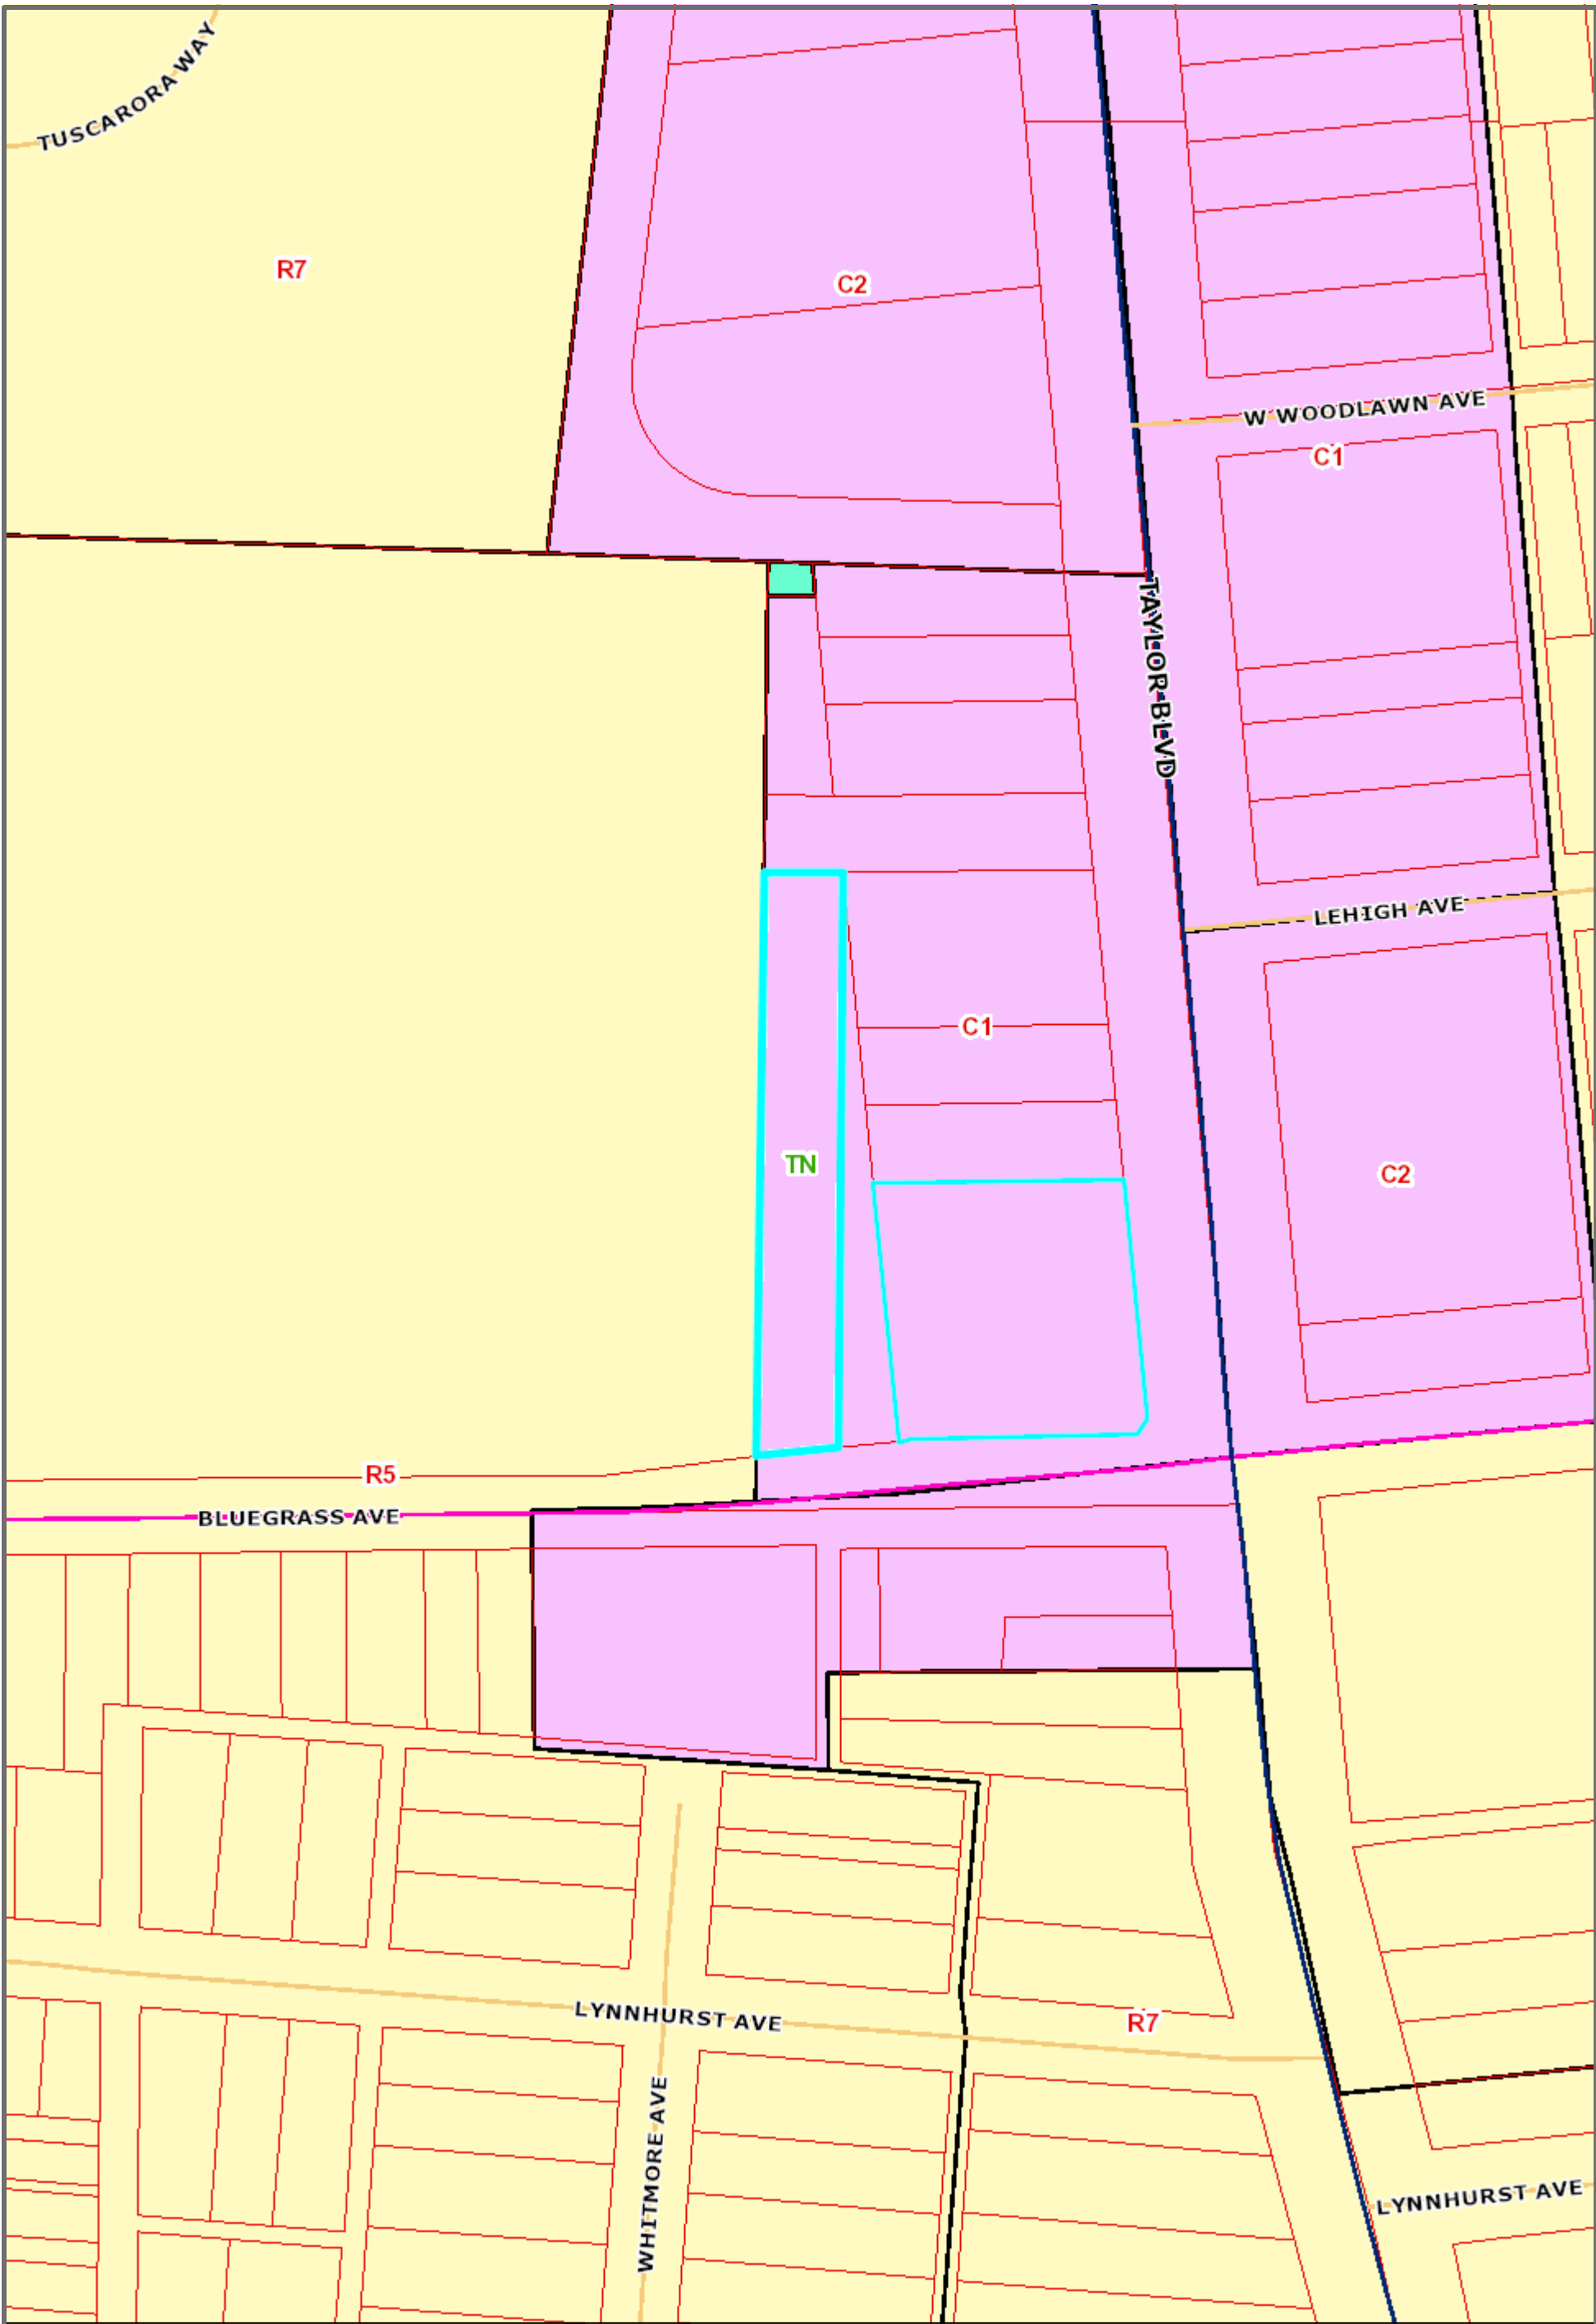 TUSCARORA WAY
R7
C2
W WOODLAWN AVE
C1
TAYLOR BLVD
LEHIGH AVE
C1
TN
C2
R5
BLUEGRASS AVE
LYNNHURST AVE
R7
WHITMORE AVE
LYNNHURST AVE